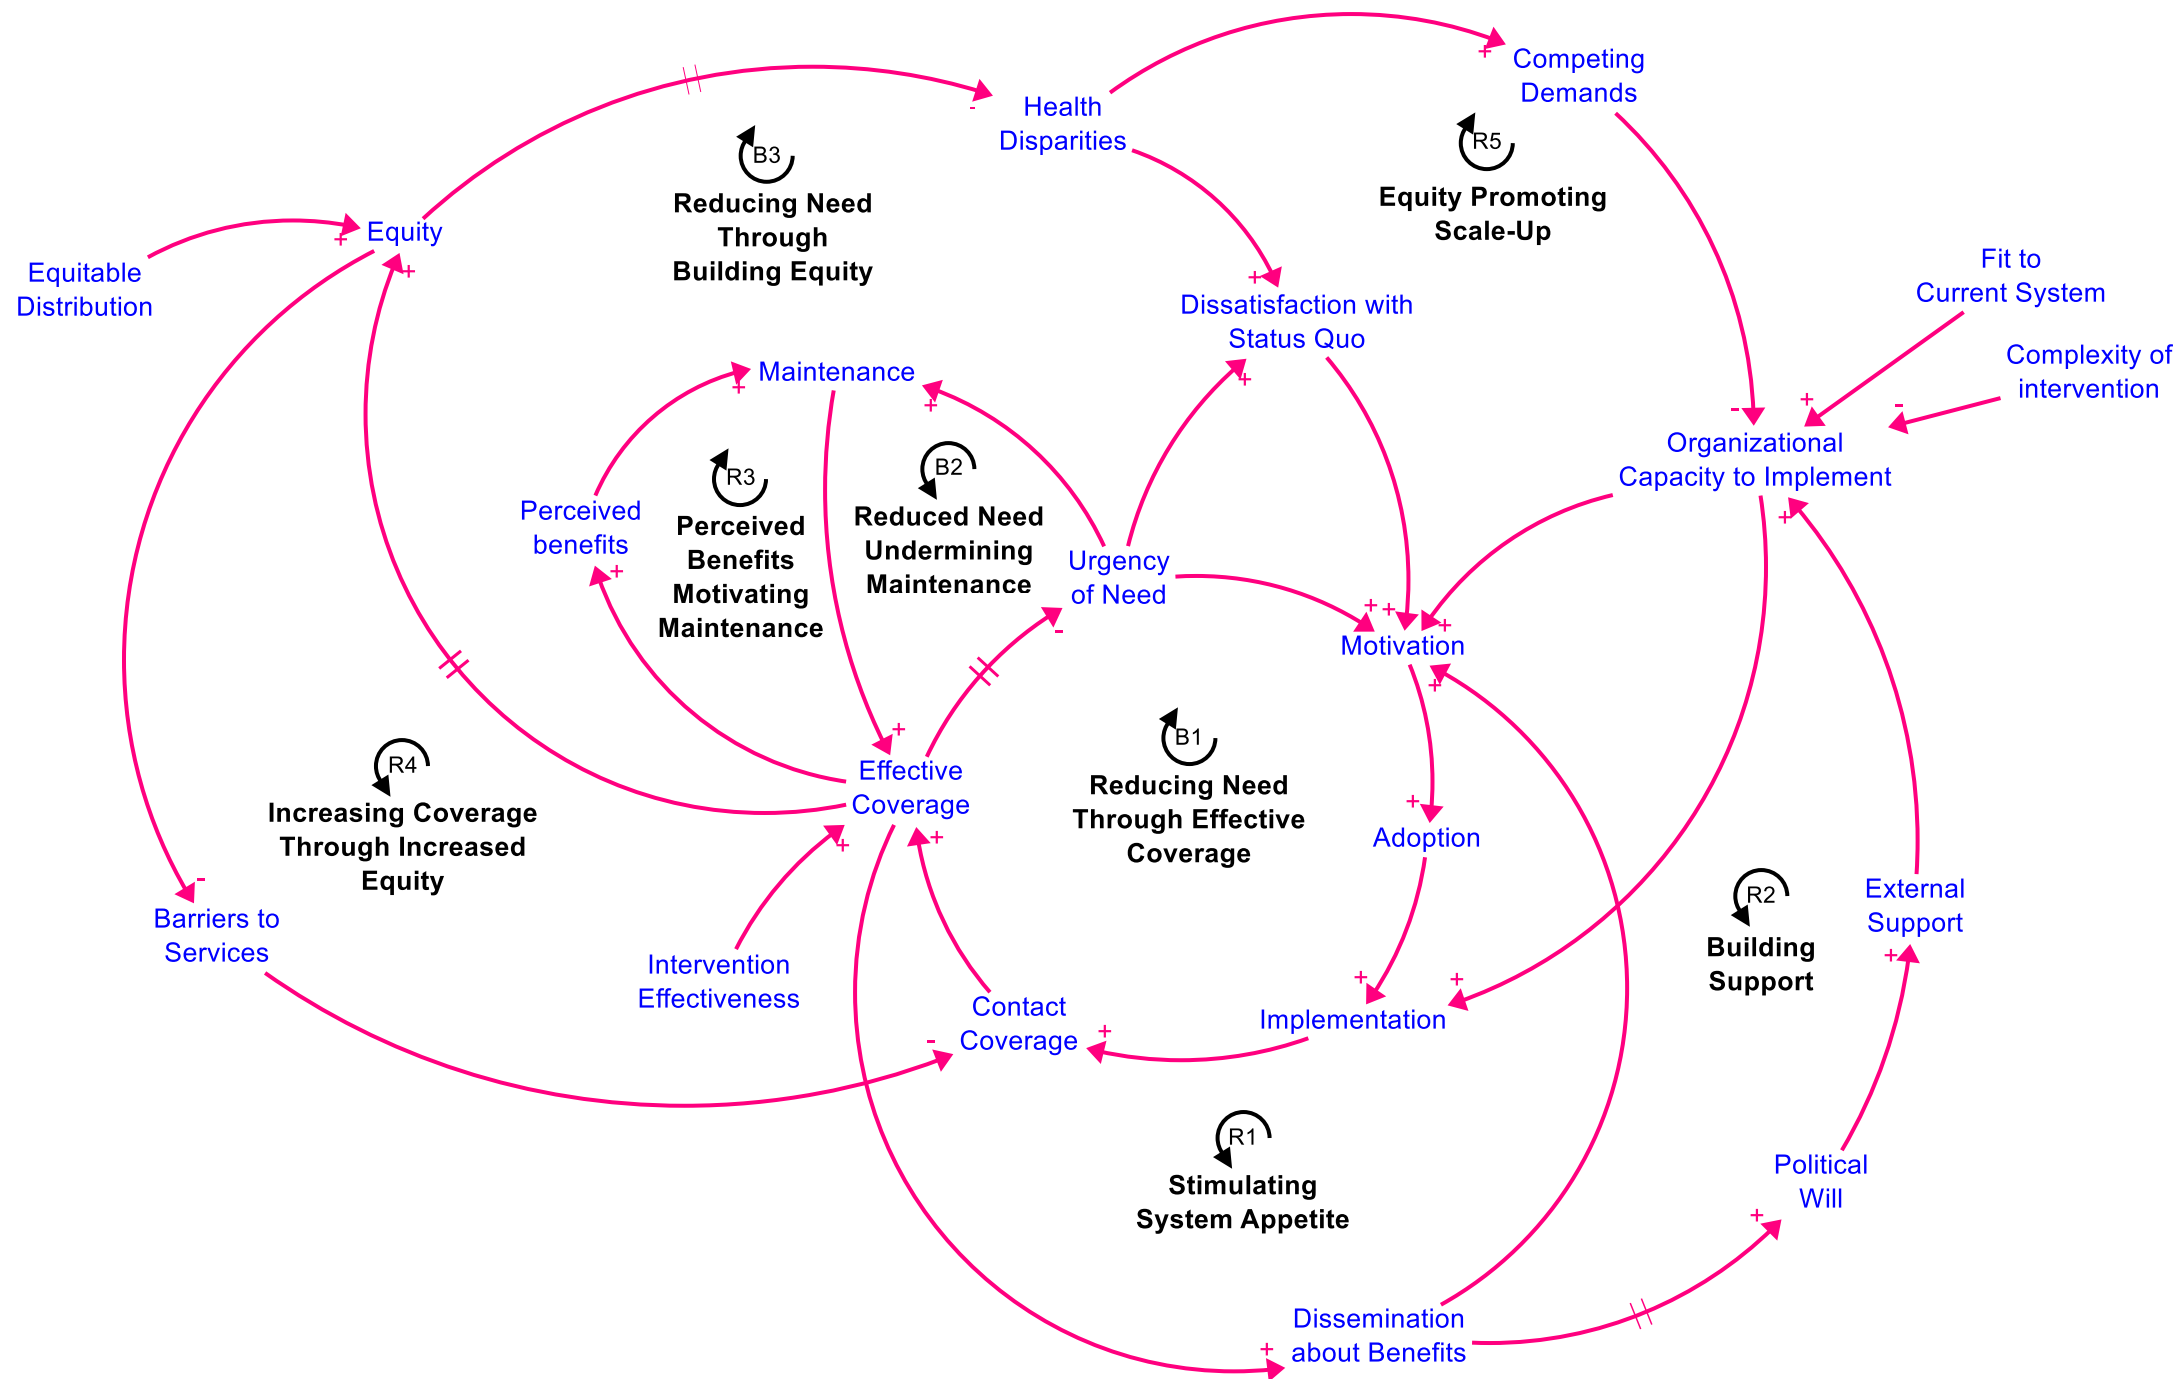 Competing
Demands
Health
Disparities
R5
B3
Equity Promoting
Scale-Up
Reducing Need
Through
Building Equity
Equity
Equitable
Distribution
Fit to
Current System
Dissatisfaction with
Status Quo
Complexity of
intervention
Maintenance
Organizational
Capacity to Implement
R3
B2
Perceived
benefits
Perceived
Benefits
Motivating
Maintenance
Reduced Need
Undermining
Maintenance
Urgency
of Need
Motivation
R4
Increasing Coverage
Through Increased
Equity
Effective
Coverage
B1
Reducing Need
Through Effective
Coverage
Adoption
R2
Building
Support
External
Support
Barriers to
Services
Intervention
Effectiveness
Contact
Coverage
Implementation
R1
Stimulating
System Appetite
Political
Will
Dissemination
about Benefits